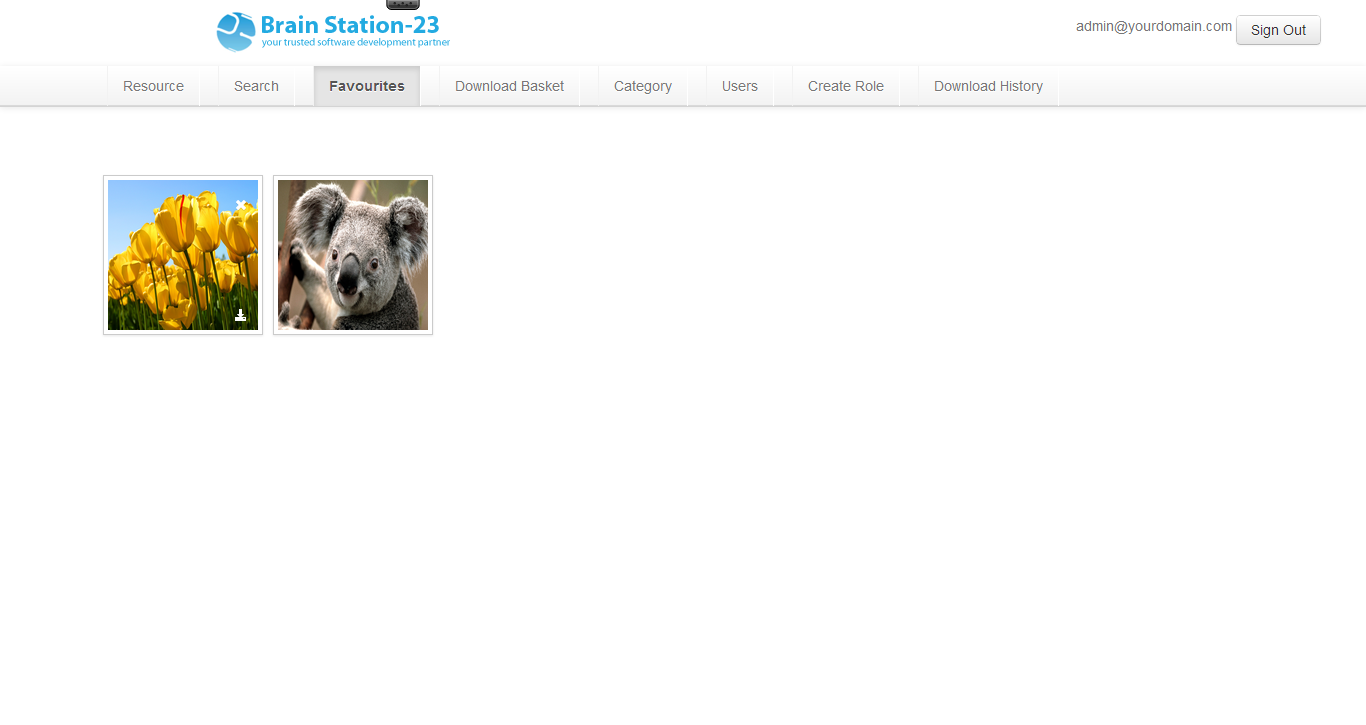 Brain Station-23
your trusted software development partner
admin@yourdomain.com Sign Out
Resource Search Favourites Download Basket Category Users Create Role Download History